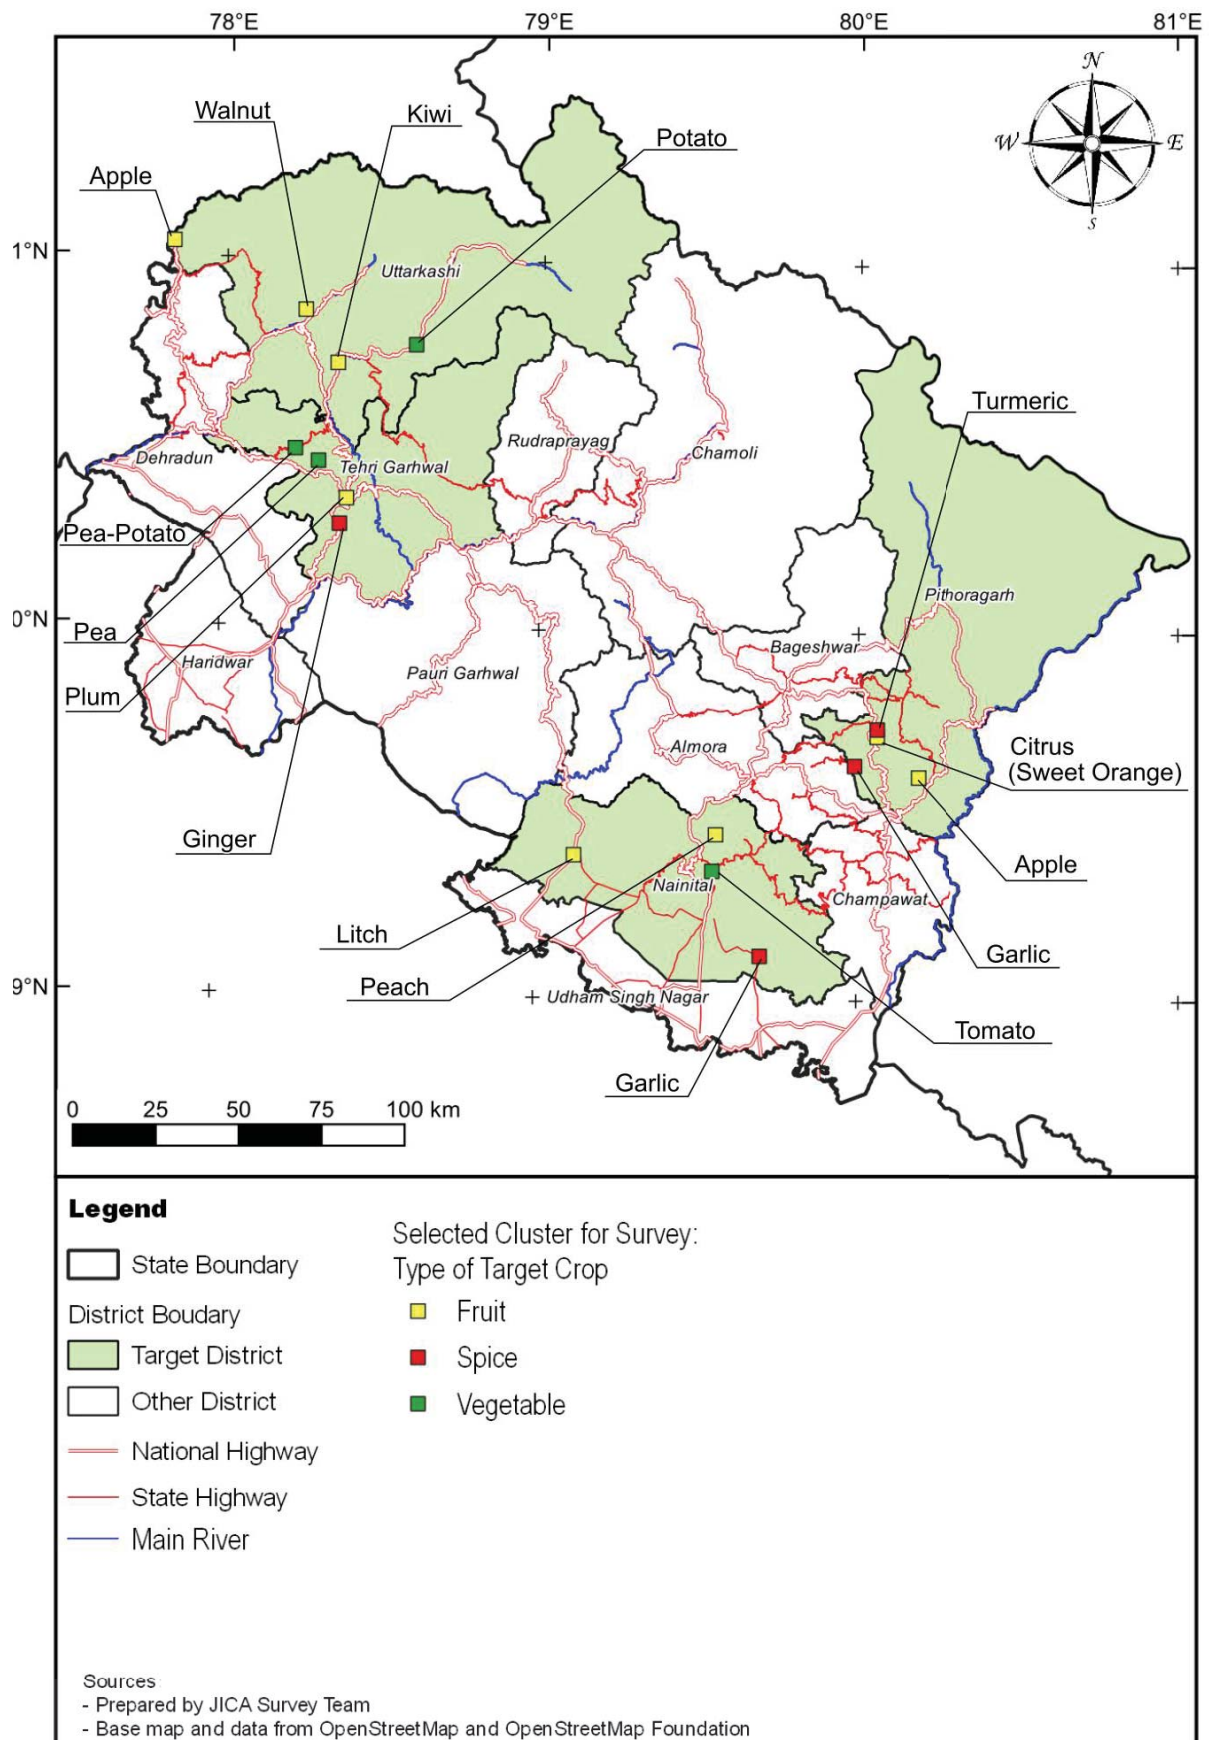 78°E 79°E 80°E 81°E
N
W E
S
Walnut
Kiwi
Potato
Apple
1°N
Uttarkashi
Turmeric
Rudraprayag
Chamoli
Dehradun
Tehri Garhwal
Pea-Potato
Pithoragarh
0°N
Pea
Bageshwar
Haridwar
Pauri Garhwal
Plum
Almora
Citrus
(Sweet Orange)
Ginger
Apple
Nainital
Champawat
Litch
Garlic
Peach
9°N
Udham Singh Nagar
Tomato
Garlic
0 25 50 75 100 km
Legend
State Boundary
District Boudary
Target District
Other District
National Highway
State Highway
Main River
Selected Cluster for Survey:
Type of Target Crop
Fruit
Spice
Vegetable
Sources
- Prepared by JICA Survey Team
- Base map and data from OpenStreetMap and OpenStreetMap Foundation